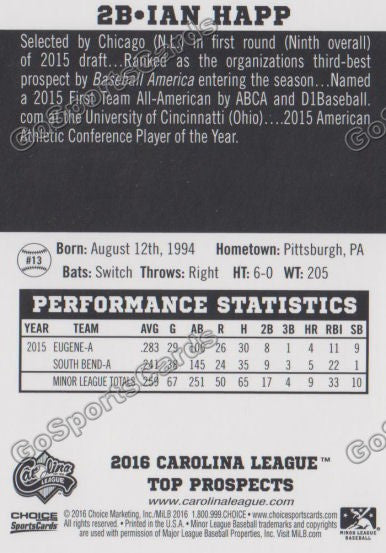 2B•IAN HAPP
Selected by Chicago (N.L.) in first round (Ninth overall)
of 2015 draft...Ranked as the organizations third-best
prospect by Baseball America entering the season...Named
a 2015 First Team All-American by ABCA and D1Baseball.
com at The University of Cincinnatti (Ohio)....2015 American
Athletic Conference Player of the Year.
#13
Born: August 12th, 1994 Hometown: Pittsburgh, PA
Bats: Switch Throws: Right HT: 6-0 WT: 205
PERFORMANCE STATISTICS
YEAR TEAM AVG G AB R H 2B 3B HR RBI SB
2015 EUGENE-A .283 29 106 26 30 8 1 4 11 9
SOUTH BEND-A .241 38 145 24 35 9 3 5 22 1
MINOR LEAGUE TOTALS .259 67 251 50 65 17 4 9 33 10
Carolina
LEAGUE
2016 CAROLINA LEAGUE™
TOP PROSPECTS
www.carolinaleague.com
CHOICE
SportsCards
© 2016 Choice Marketing, Inc./MiLB 2016 1.800.999.CHOICE • www.choicesportscards.com
All rights reserved. • Printed in the U.S.A. • Minor League Baseball trademarks and copyrights
are used with permission of Major League Baseball Properties, Inc. Visit MiLB.com
MINOR LEAGUE
BASEBALL
GoSportsCards
GoSportsCards
GoSportsCards